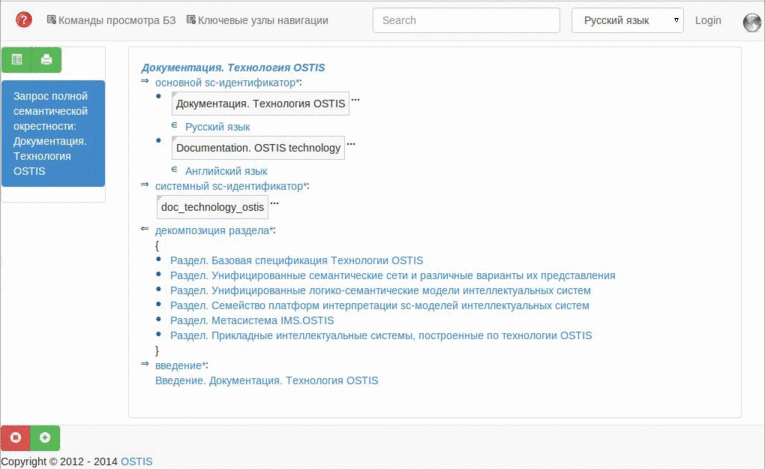 Команды просмотра БЗ Ключевые узлы навигации Search Русский язык Login
Запрос полной
семантической
окрестности:
Документация.
Технология
OSTIS
Документация. Технология OSTIS
⇒ основной sc-идентификатор*:
• Документация. Технология OSTIS ...
∈ Русский язык
• Documentation. OSTIS technology ...
∈ Английский язык
⇒ системный sc-идентификатор*:
doc_technology_ostis ...
⇐ декомпозиция раздела*:
{
• Раздел. Базовая спецификация Технологии OSTIS
• Раздел. Унифицированные семантические сети и различные варианты их представления
• Раздел. Унифицированные логико-семантические модели интеллектуальных систем
• Раздел. Семейство платформ интерпретации sc-моделей интеллектуальных систем
• Раздел. Метасистема IMS.OSTIS
• Раздел. Прикладные интеллектуальные системы, построенные по технологии OSTIS
}
⇒ введение*:
Введение. Документация. Технология OSTIS
Copyright © 2012 - 2014 OSTIS